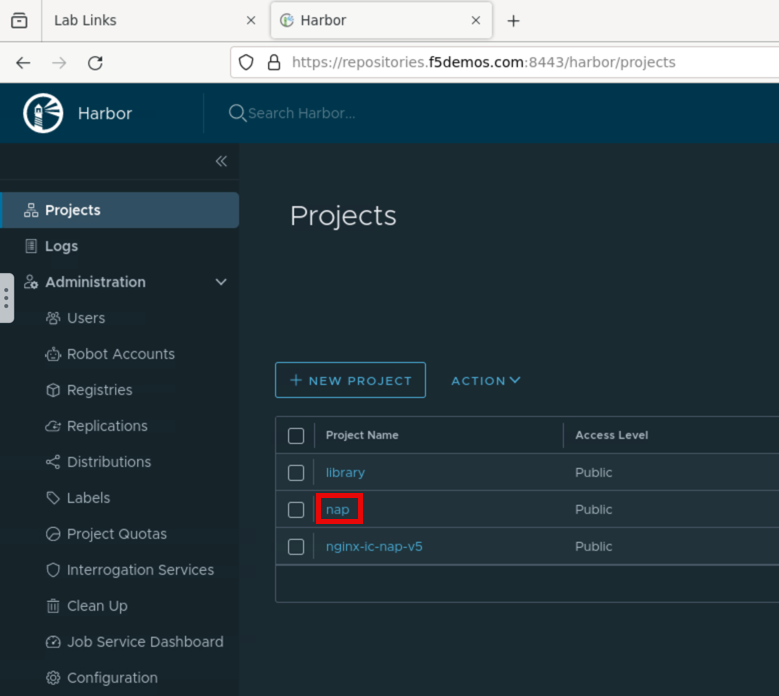 Lab Links
Harbor
https://repositories.f5demos.com:8443/harbor/projects
Harbor
Search Harbor...
Projects
Logs
Administration
Users
Robot Accounts
Registries
Replications
Distributions
Labels
Project Quotas
Interrogation Services
Clean Up
Job Service Dashboard
Configuration
Projects
NEW PROJECT
ACTION
Project Name Access Level
library Public
nap Public
nginx-ic-nap-v5 Public